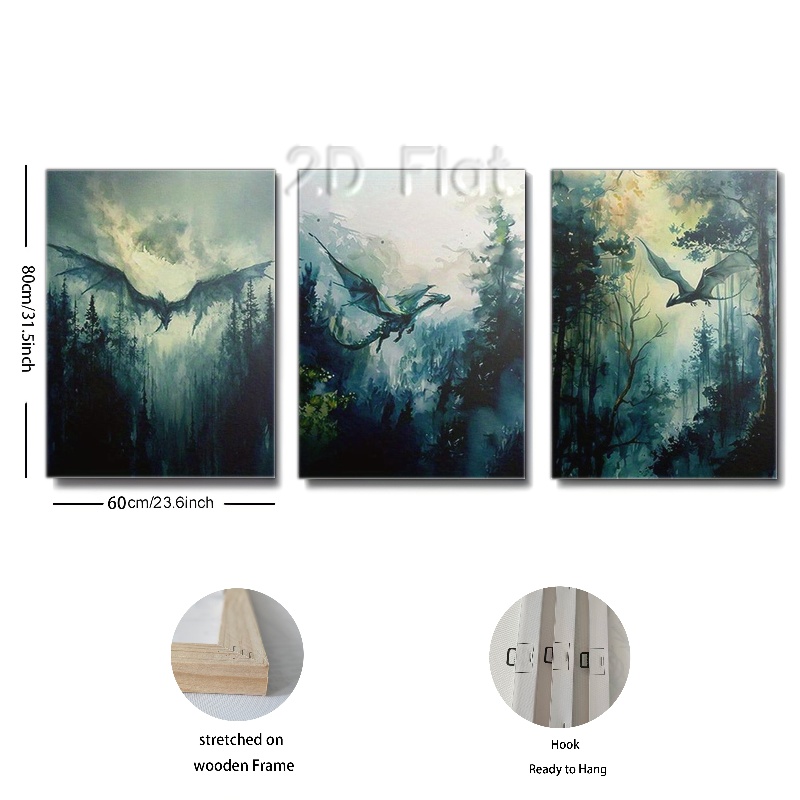 2D Flat
80cm/31.5inch
60cm/23.6inch
stretched on
wooden Frame
Hook
Ready to Hang